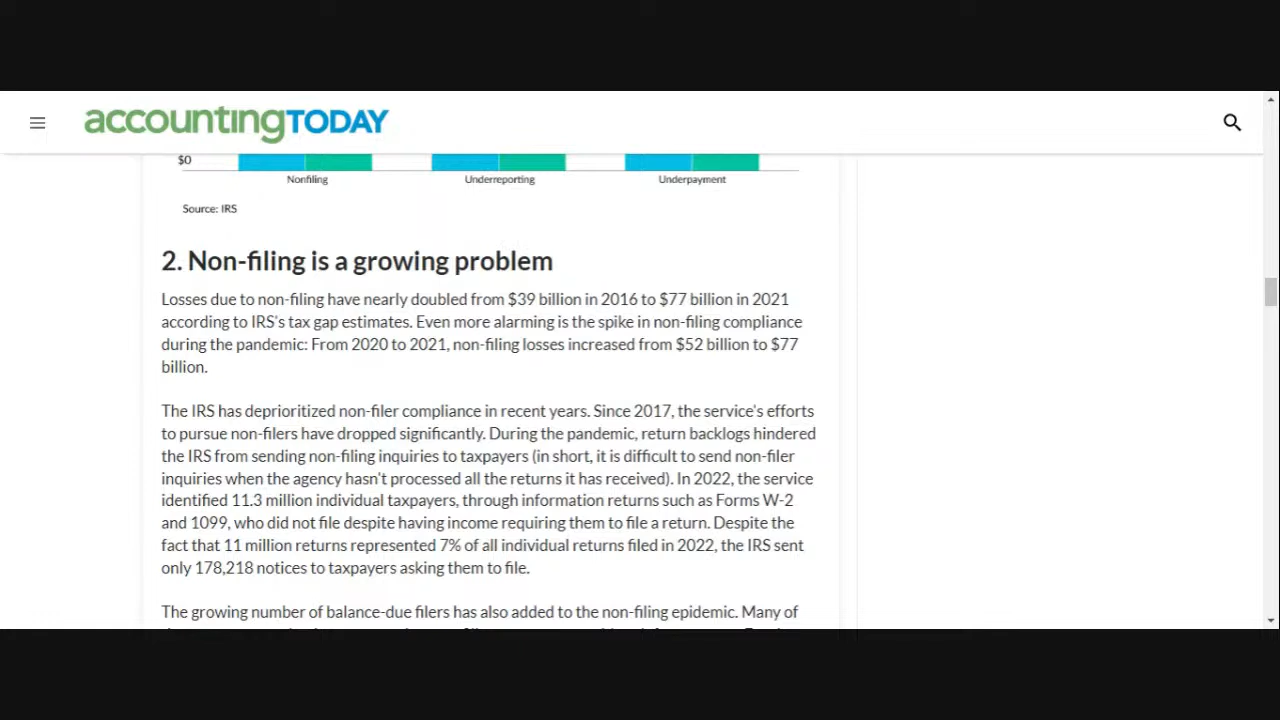 accountingTODAY
$0
Nonfiling Underreporting Underpayment
Source: IRS
2. Non-filing is a growing problem
Losses due to non-filing have nearly doubled from $39 billion in 2016 to $77 billion in 2021
according to IRS's tax gap estimates. Even more alarming is the spike in non-filing compliance
during the pandemic: From 2020 to 2021, non-filing losses increased from $52 billion to $77
billion.
The IRS has deprioritized non-filer compliance in recent years. Since 2017, the service's efforts
to pursue non-filers have dropped significantly. During the pandemic, return backlogs hindered
the IRS from sending non-filing inquiries to taxpayers (in short, it is difficult to send non-filer
inquiries when the agency hasn't processed all the returns it has received). In 2022, the service
identified 11.3 million individual taxpayers, through information returns such as Forms W-2
and 1099, who did not file despite having income requiring them to file a return. Despite the
fact that 11 million returns represented 7% of all individual returns filed in 2022, the IRS sent
only 178,218 notices to taxpayers asking them to file.
The growing number of balance-due filers has also added to the non-filing epidemic. Many of